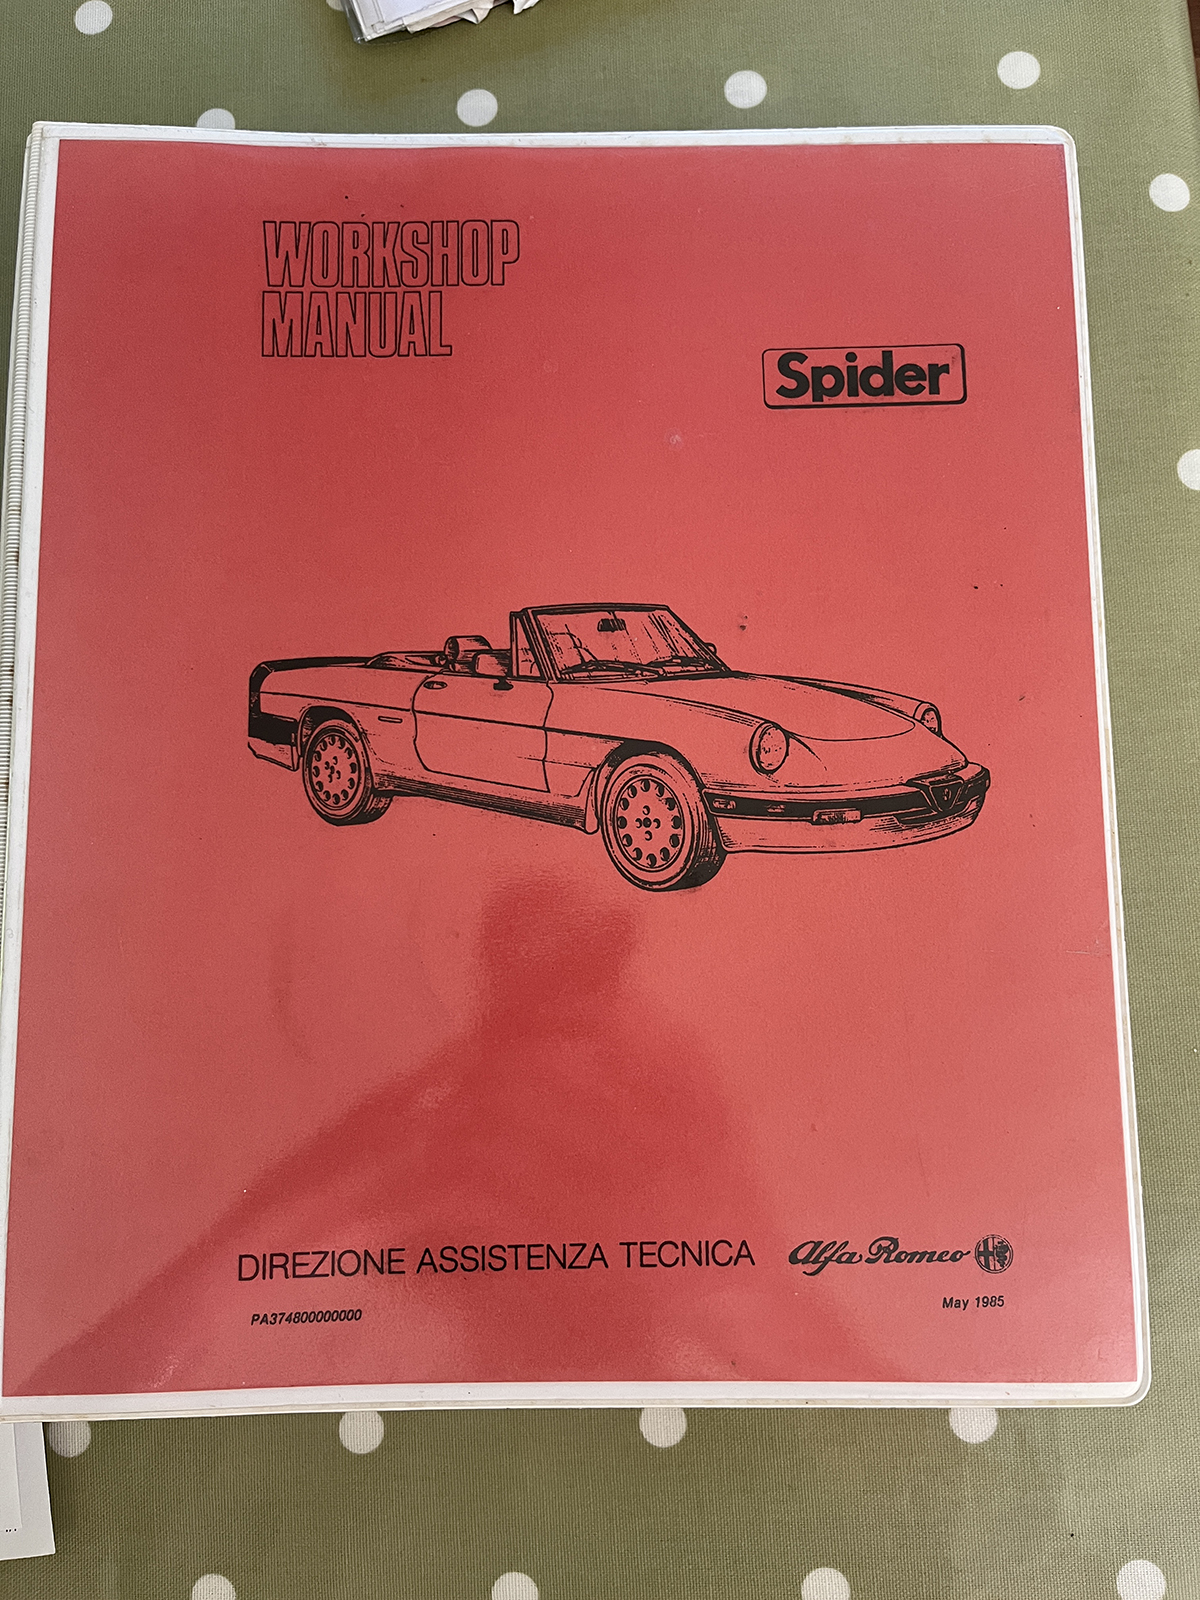 WORKSHOP
MANUAL
Spider
DIREZIONE ASSISTENZA TECNICA
Alfa Romeo
PA374800000000
May 1985